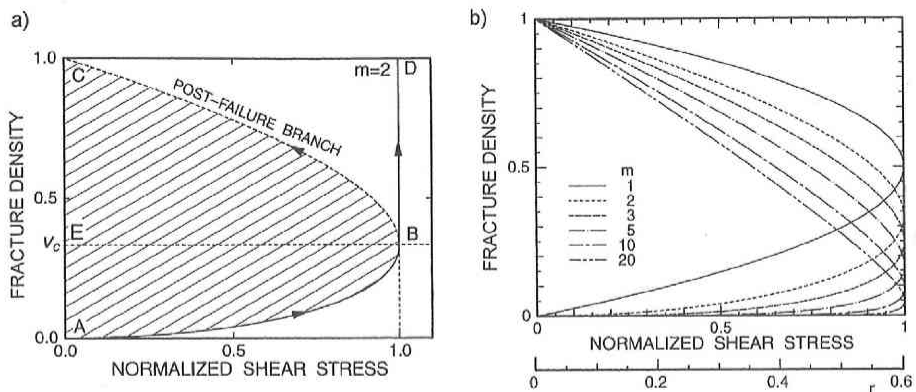 a)
FRACTURE DENSITY
1.0
0.5
v_c
0.0
C
E
A
m=2
D
B
POST-FAILURE BRANCH
0.0 0.5 1.0
NORMALIZED SHEAR STRESS
b)
FRACTURE DENSITY
1
0.5
0
m
1
2
3
5
10
20
0 0.5 1
NORMALIZED SHEAR STRESS
0 0.2 0.4 0.6
r